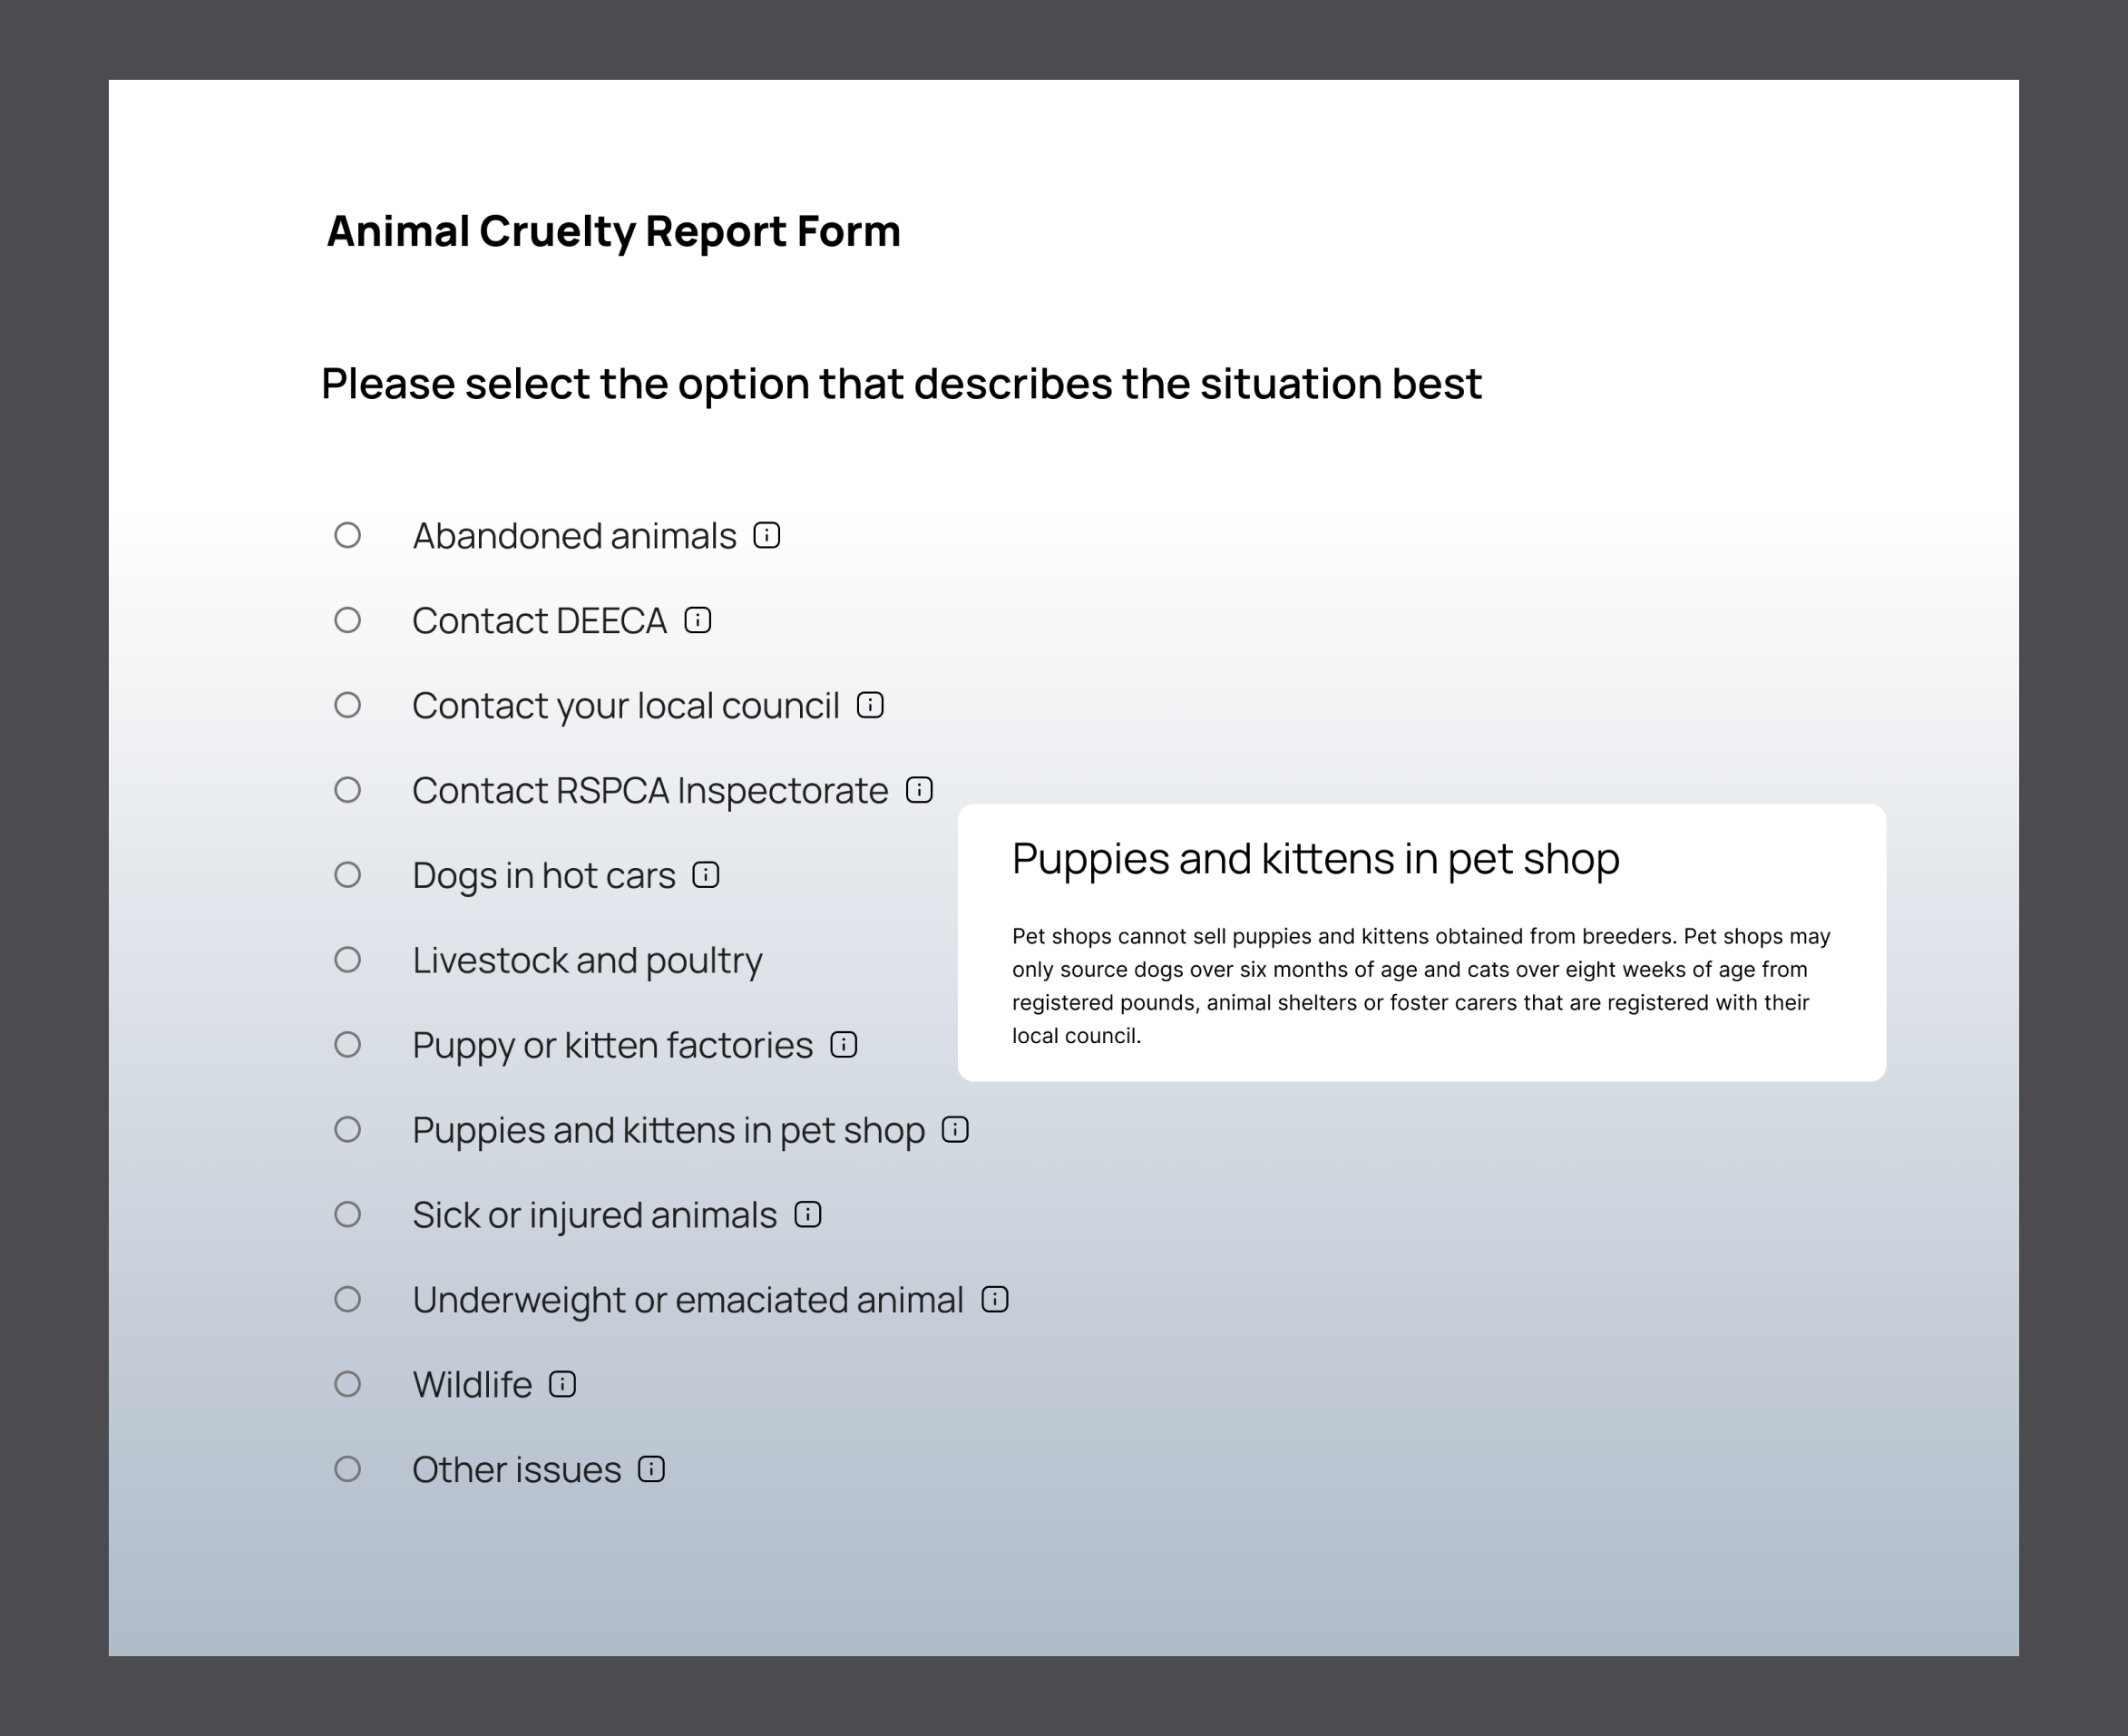 Animal Cruelty Report Form
Please select the option that describes the situation best
Abandoned animals
Contact DEECA
Contact your local council
Contact RSPCA Inspectorate
Dogs in hot cars
Livestock and poultry
Puppy or kitten factories
Puppies and kittens in pet shop
Sick or injured animals
Underweight or emaciated animal
Wildlife
Other issues
Puppies and kittens in pet shop
Pet shops cannot sell puppies and kittens obtained from breeders. Pet shops may
only source dogs over six months of age and cats over eight weeks of age from
registered pounds, animal shelters or foster carers that are registered with their
local council.